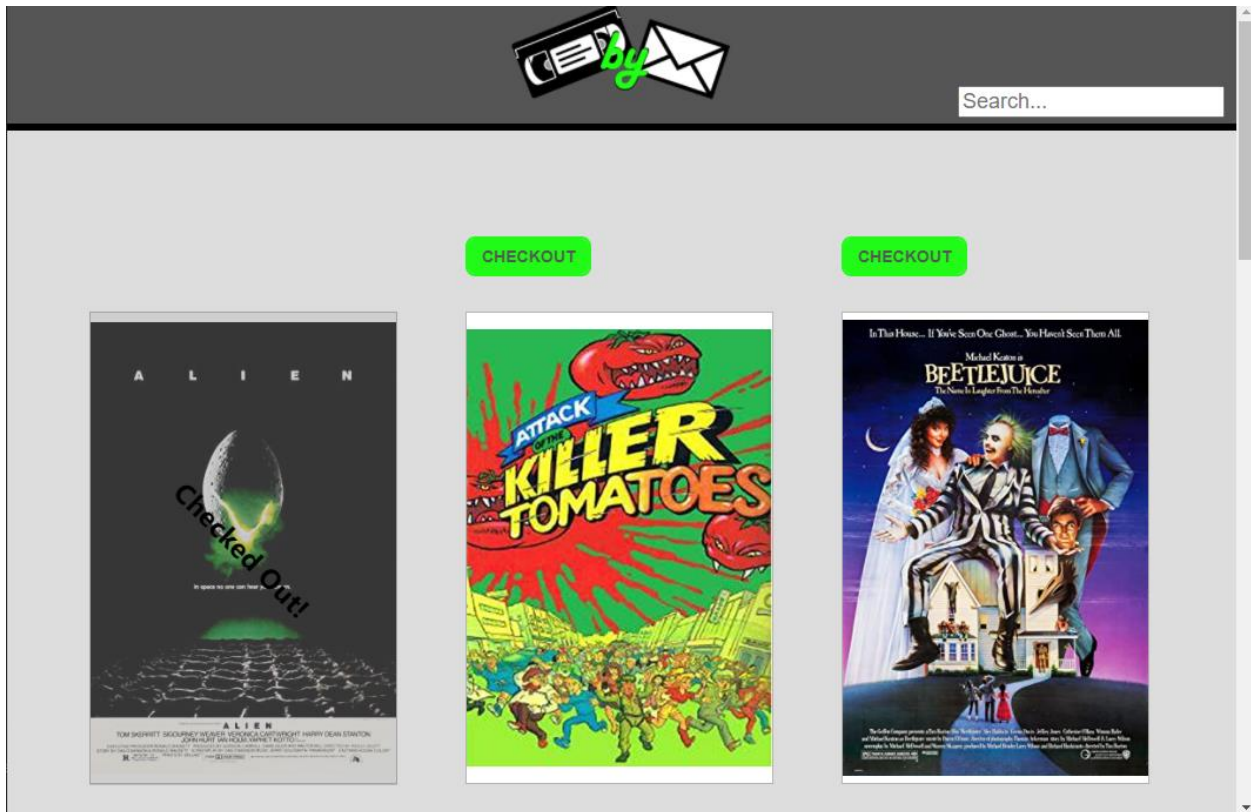 by
Search...
CHECKOUT
CHECKOUT
A L I E N
Checked Out!
In space no one can hear
A L I E N
TOM SKERRITT SIGOURNEY WEAVER VERONICA CARTWRIGHT HARRY DEAN STANTON
JOHN HURT IAN HOLM YAPHET KOTTO
ATTACK
OF THE
KILLER
TOMATOES
In This House... If You've Seen One Ghost... You Haven't Seen Them All.
Michael Keaton is
BEETLEJUICE
The Name In Laughter From The Hereafter